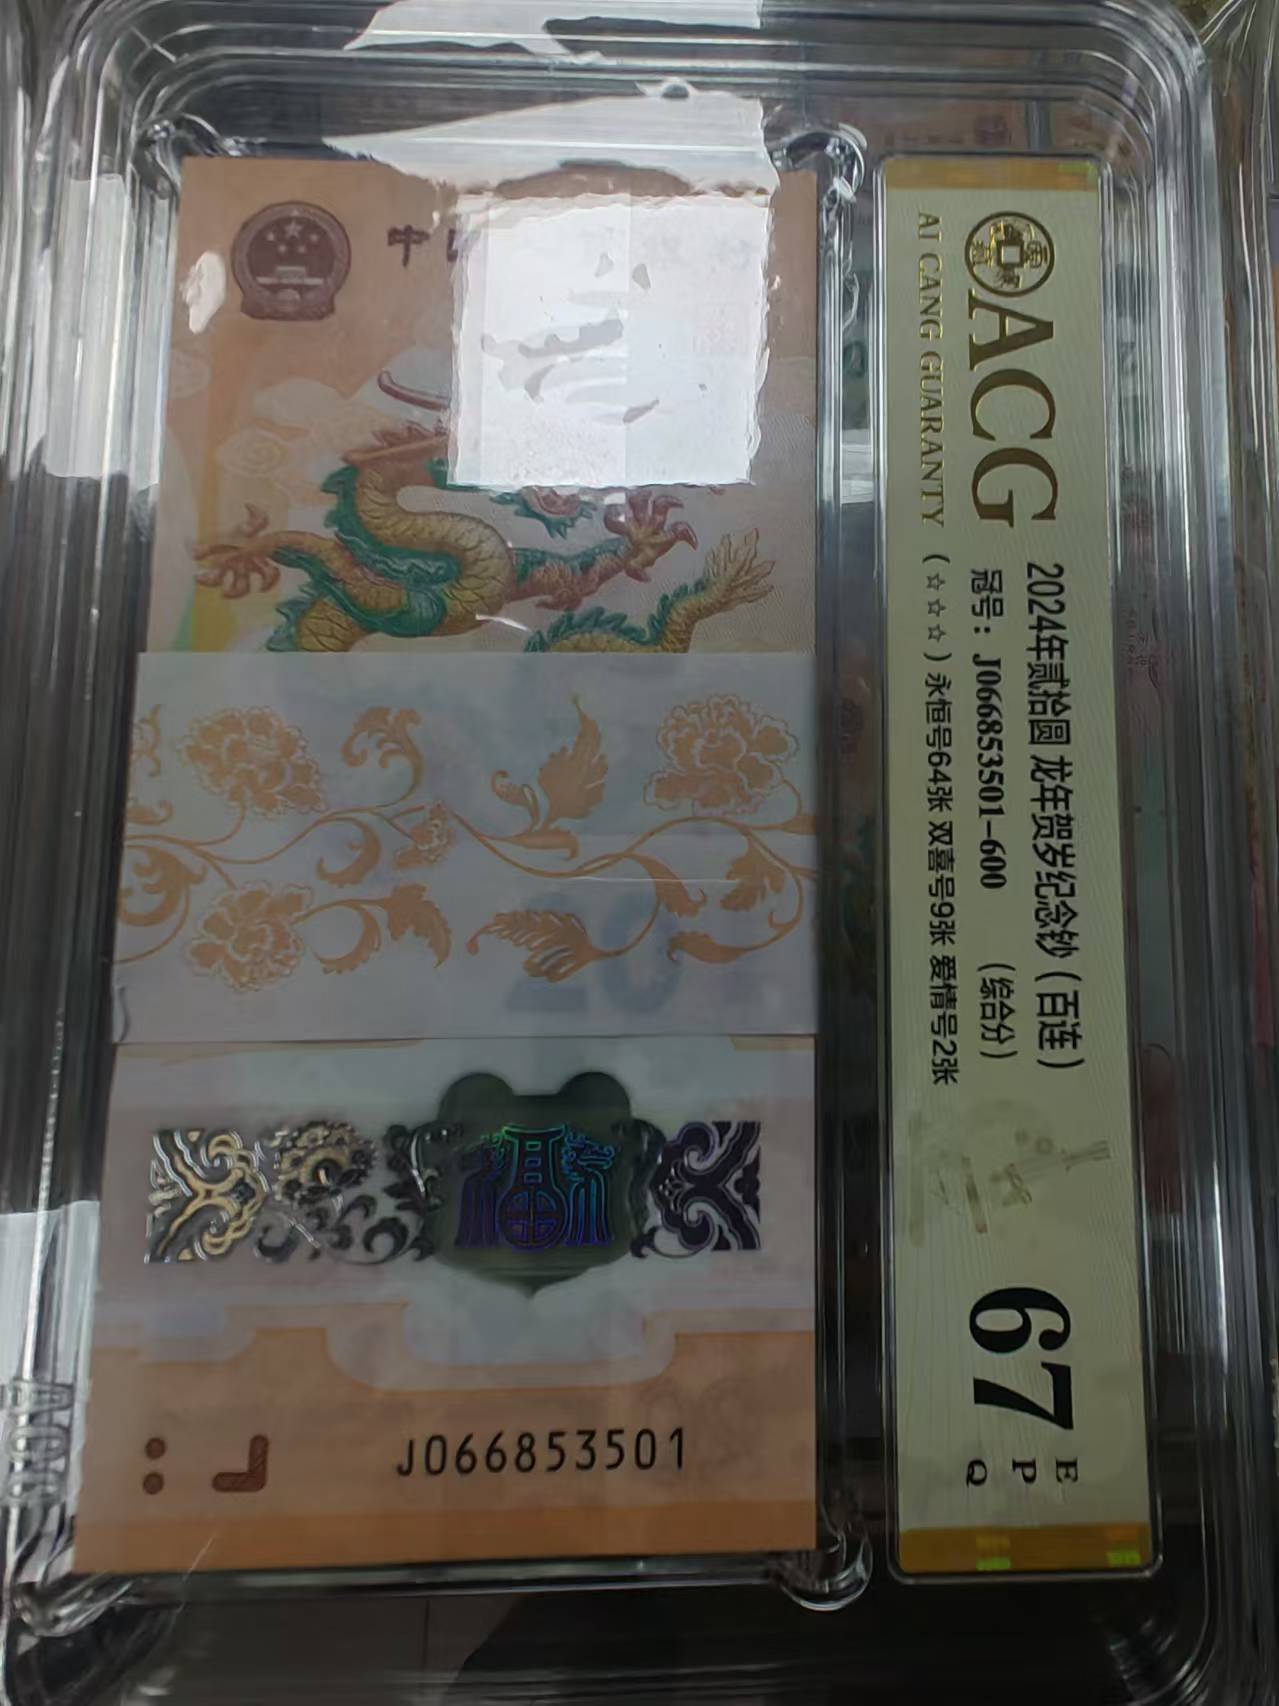 ACG
AI CANG GUARANTY
2024年贰拾圆 龙年贺岁纪念钞（百连）
冠号：J066853501-600 （综合分）
（☆☆☆）永恒号64张 双喜号9张 爱情号2张
67
E
P
Q
中
20
J066853501